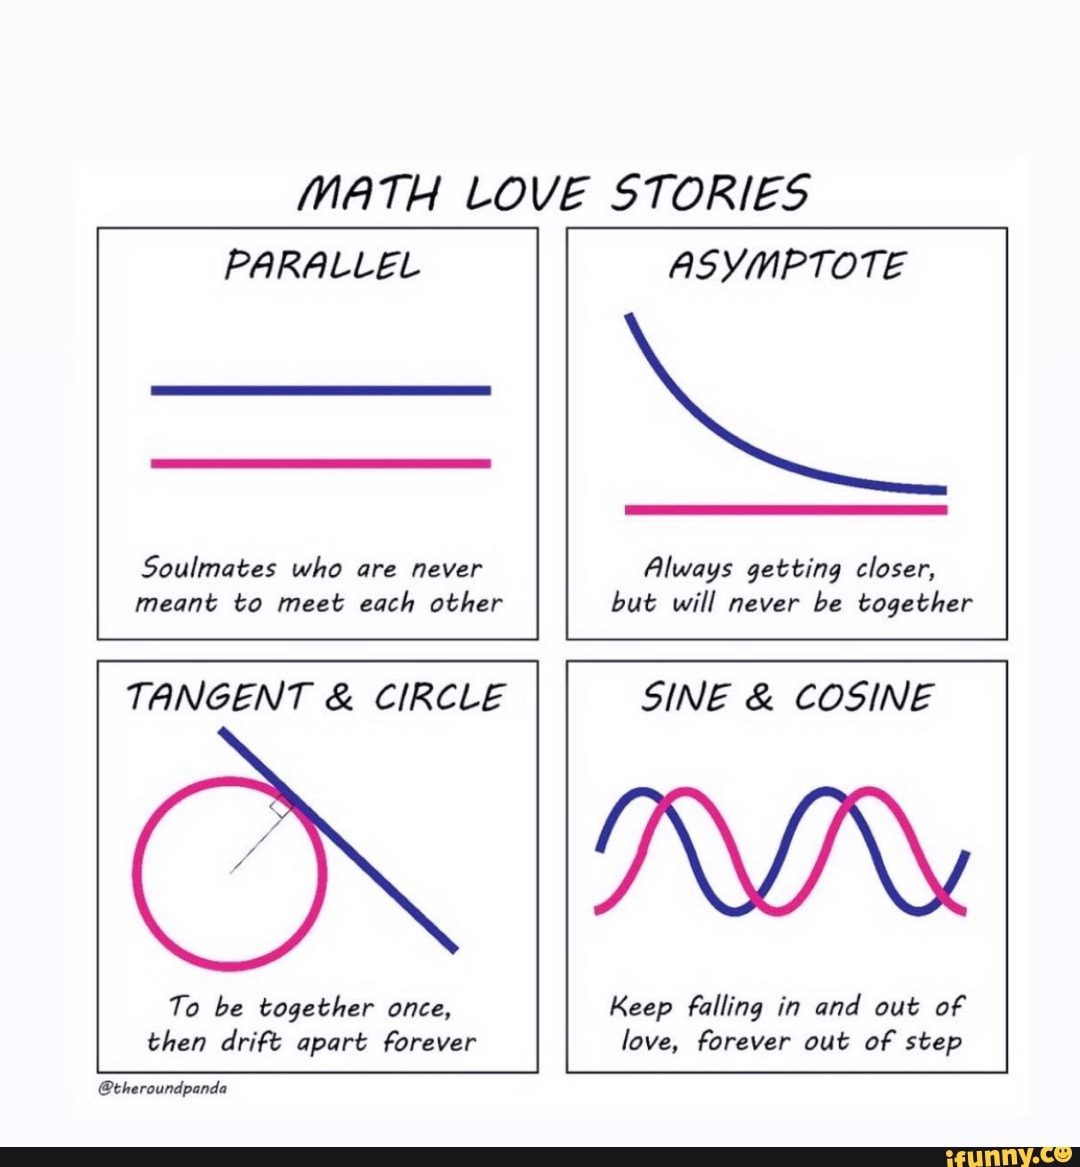 MATH LOVE STORIES
PARALLEL
Soulmates who are never
meant to meet each other
ASYMPTOTE
Always getting closer,
but will never be together
TANGENT & CIRCLE
To be together once,
then drift apart forever
SINE & COSINE
Keep falling in and out of
love, forever out of step
@theroundpanda
ifunny.co